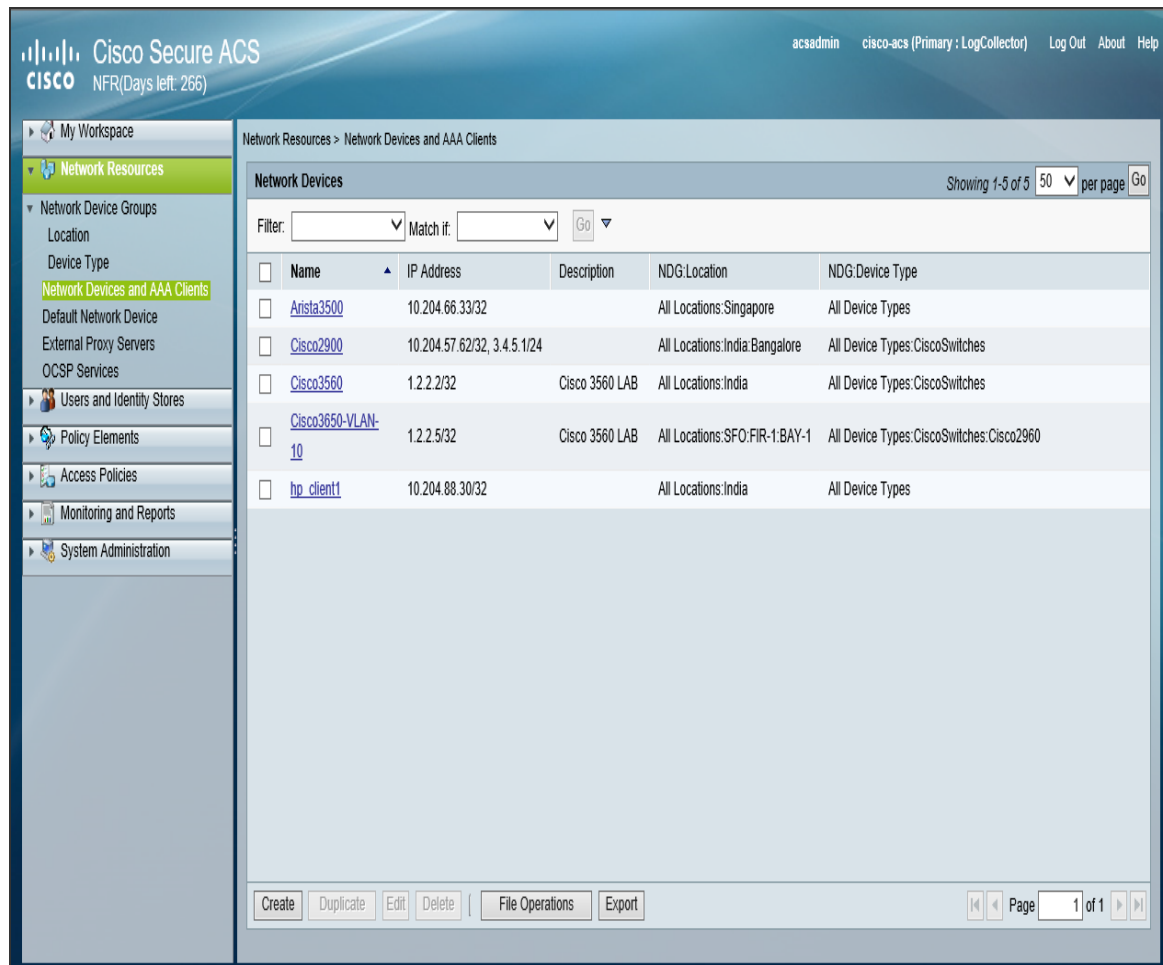 Cisco Secure ACS
CISCO NFR(Days left: 266)
acsadmin cisco-acs (Primary : LogCollector) Log Out About Help
My Workspace
Network Resources
Network Device Groups
Location
Device Type
Network Devices and AAA Clients
Default Network Device
External Proxy Servers
OCSP Services
Users and Identity Stores
Policy Elements
Access Policies
Monitoring and Reports
System Administration
Network Resources > Network Devices and AAA Clients
Network Devices Showing 1-5 of 5 50 per page Go
Filter: Match if: Go
Name IP Address Description NDG:Location NDG:Device Type
Arista3500 10.204.66.33/32 All Locations:Singapore All Device Types
Cisco2900 10.204.57.62/32, 3.4.5.1/24 All Locations:India:Bangalore All Device Types:CiscoSwitches
Cisco3560 1.2.2.2/32 Cisco 3560 LAB All Locations:India All Device Types:CiscoSwitches
Cisco3650-VLAN-
10 1.2.2.5/32 Cisco 3560 LAB All Locations:SFO:FIR-1:BAY-1 All Device Types:CiscoSwitches:Cisco2960
hp_client1 10.204.88.30/32 All Locations:India All Device Types
Create Duplicate Edit Delete File Operations Export Page 1 of 1